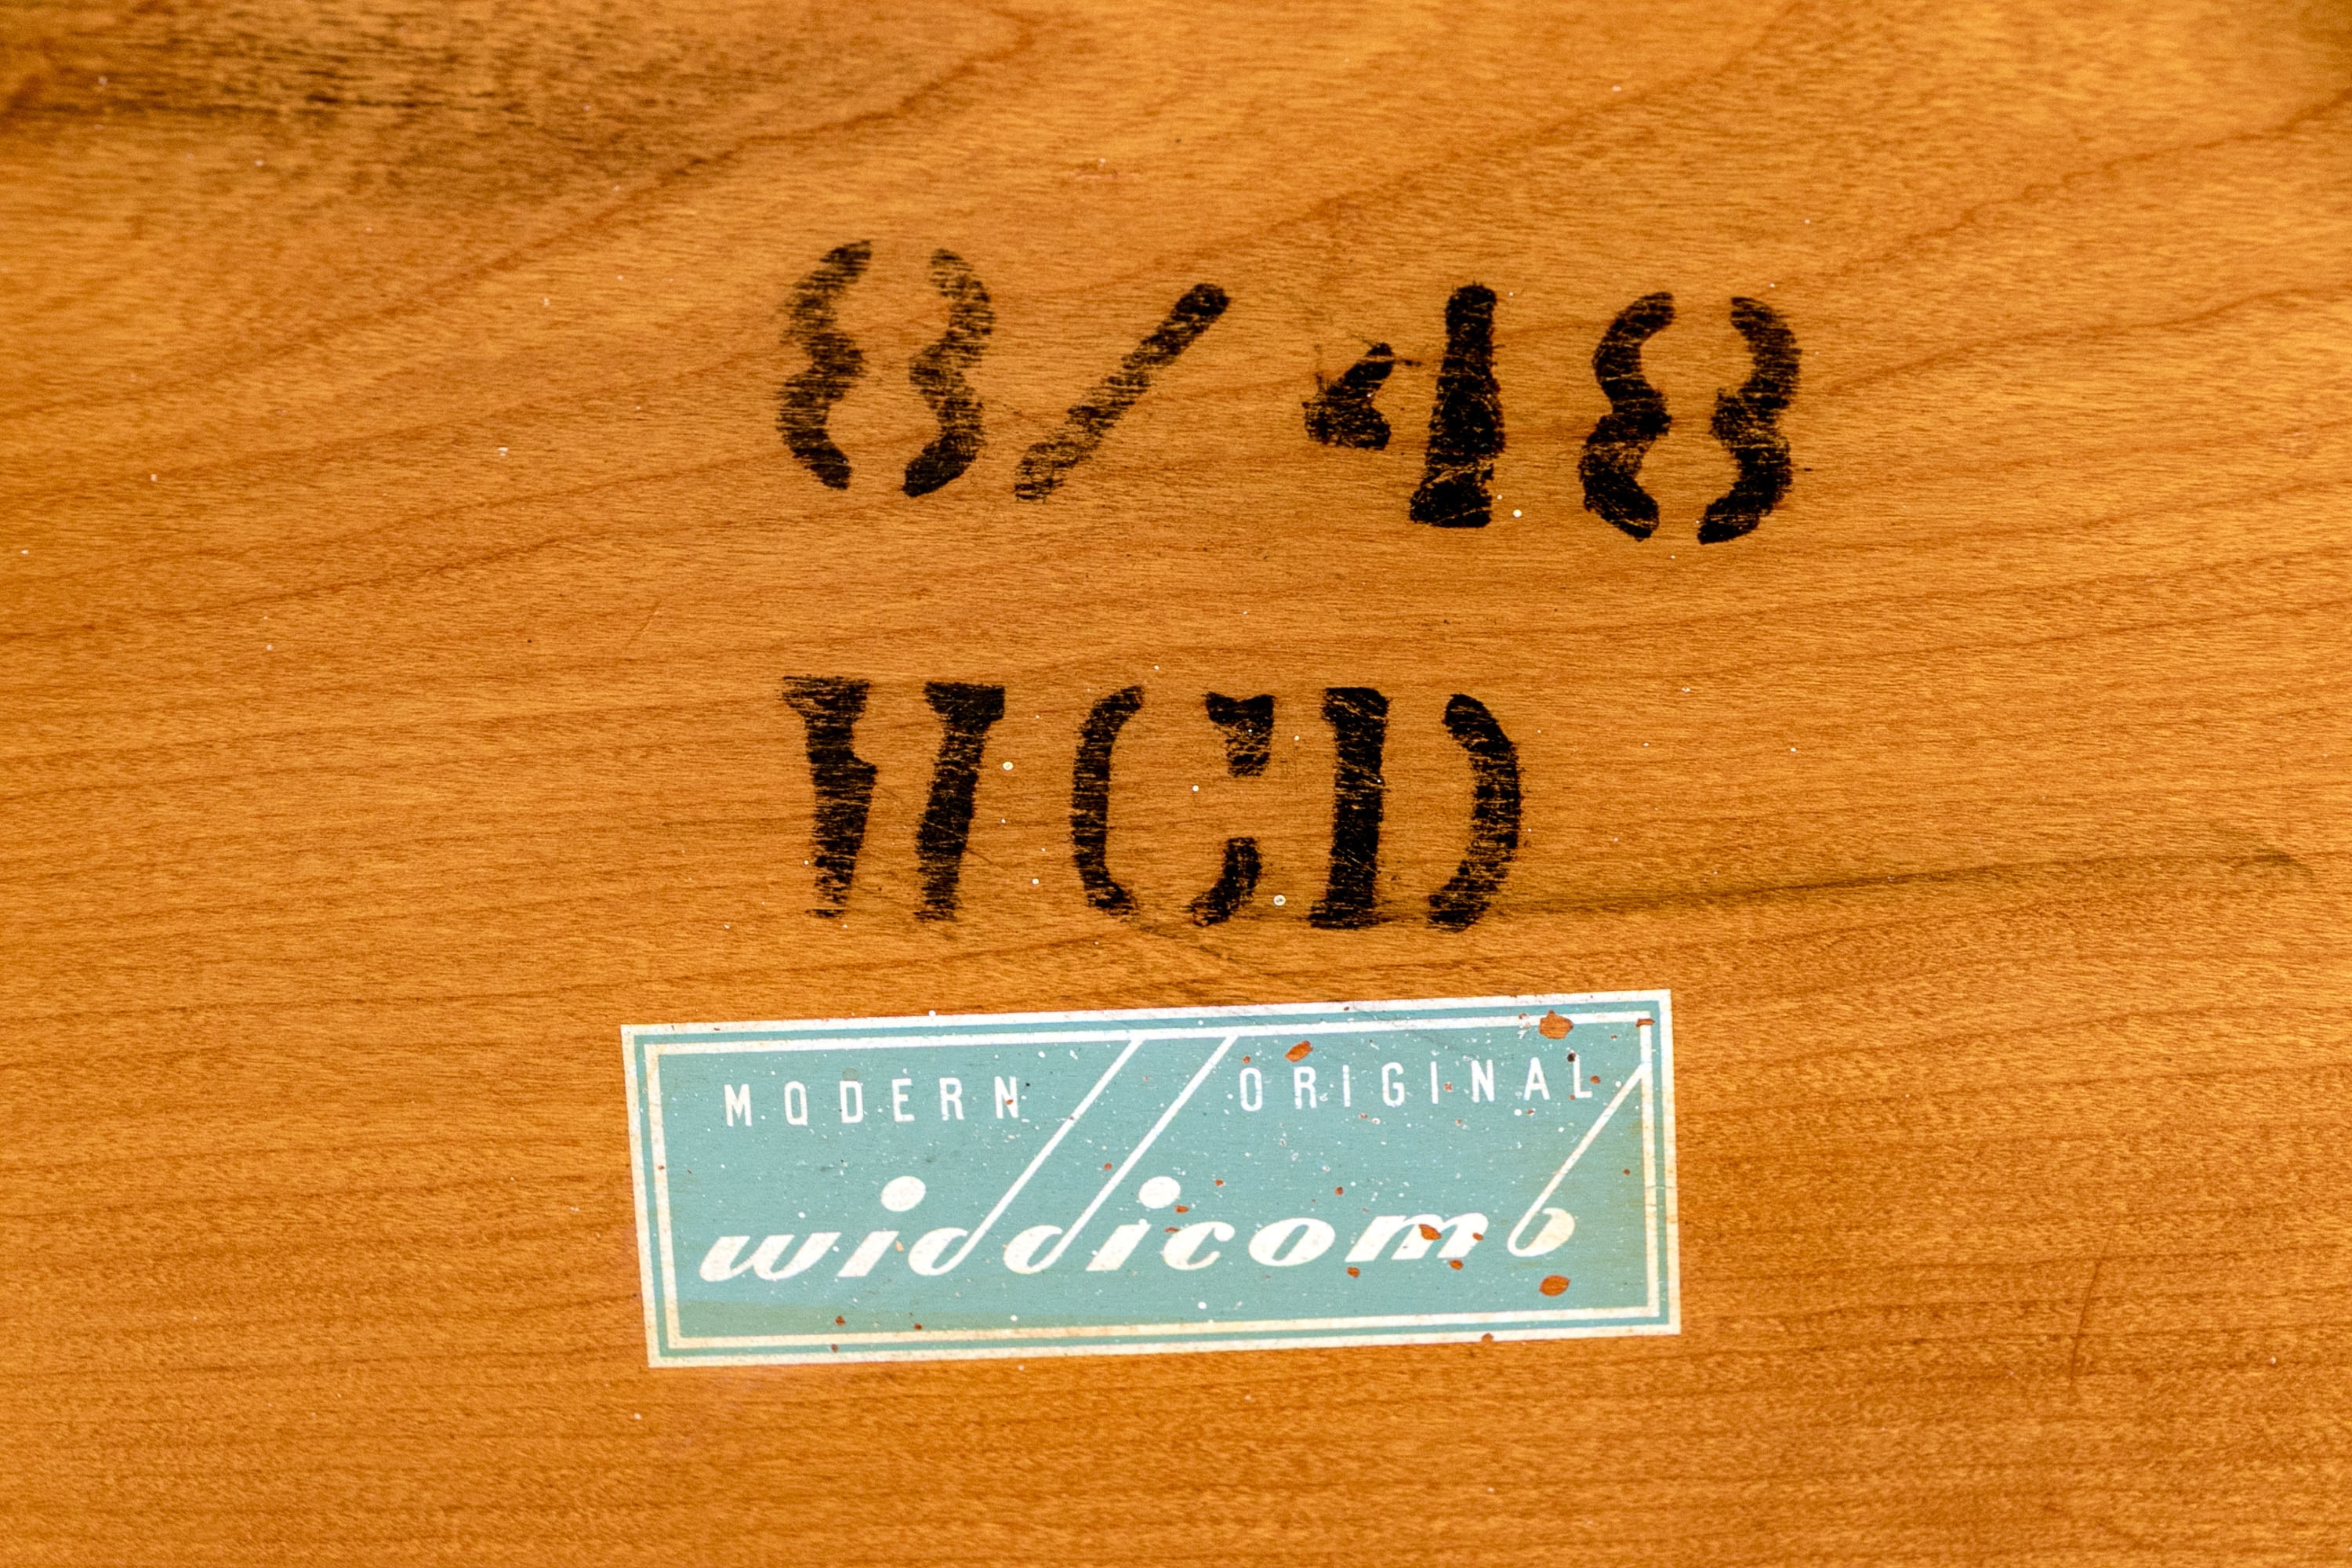 8/48
WCD
MODERN ORIGINAL
widdicomb